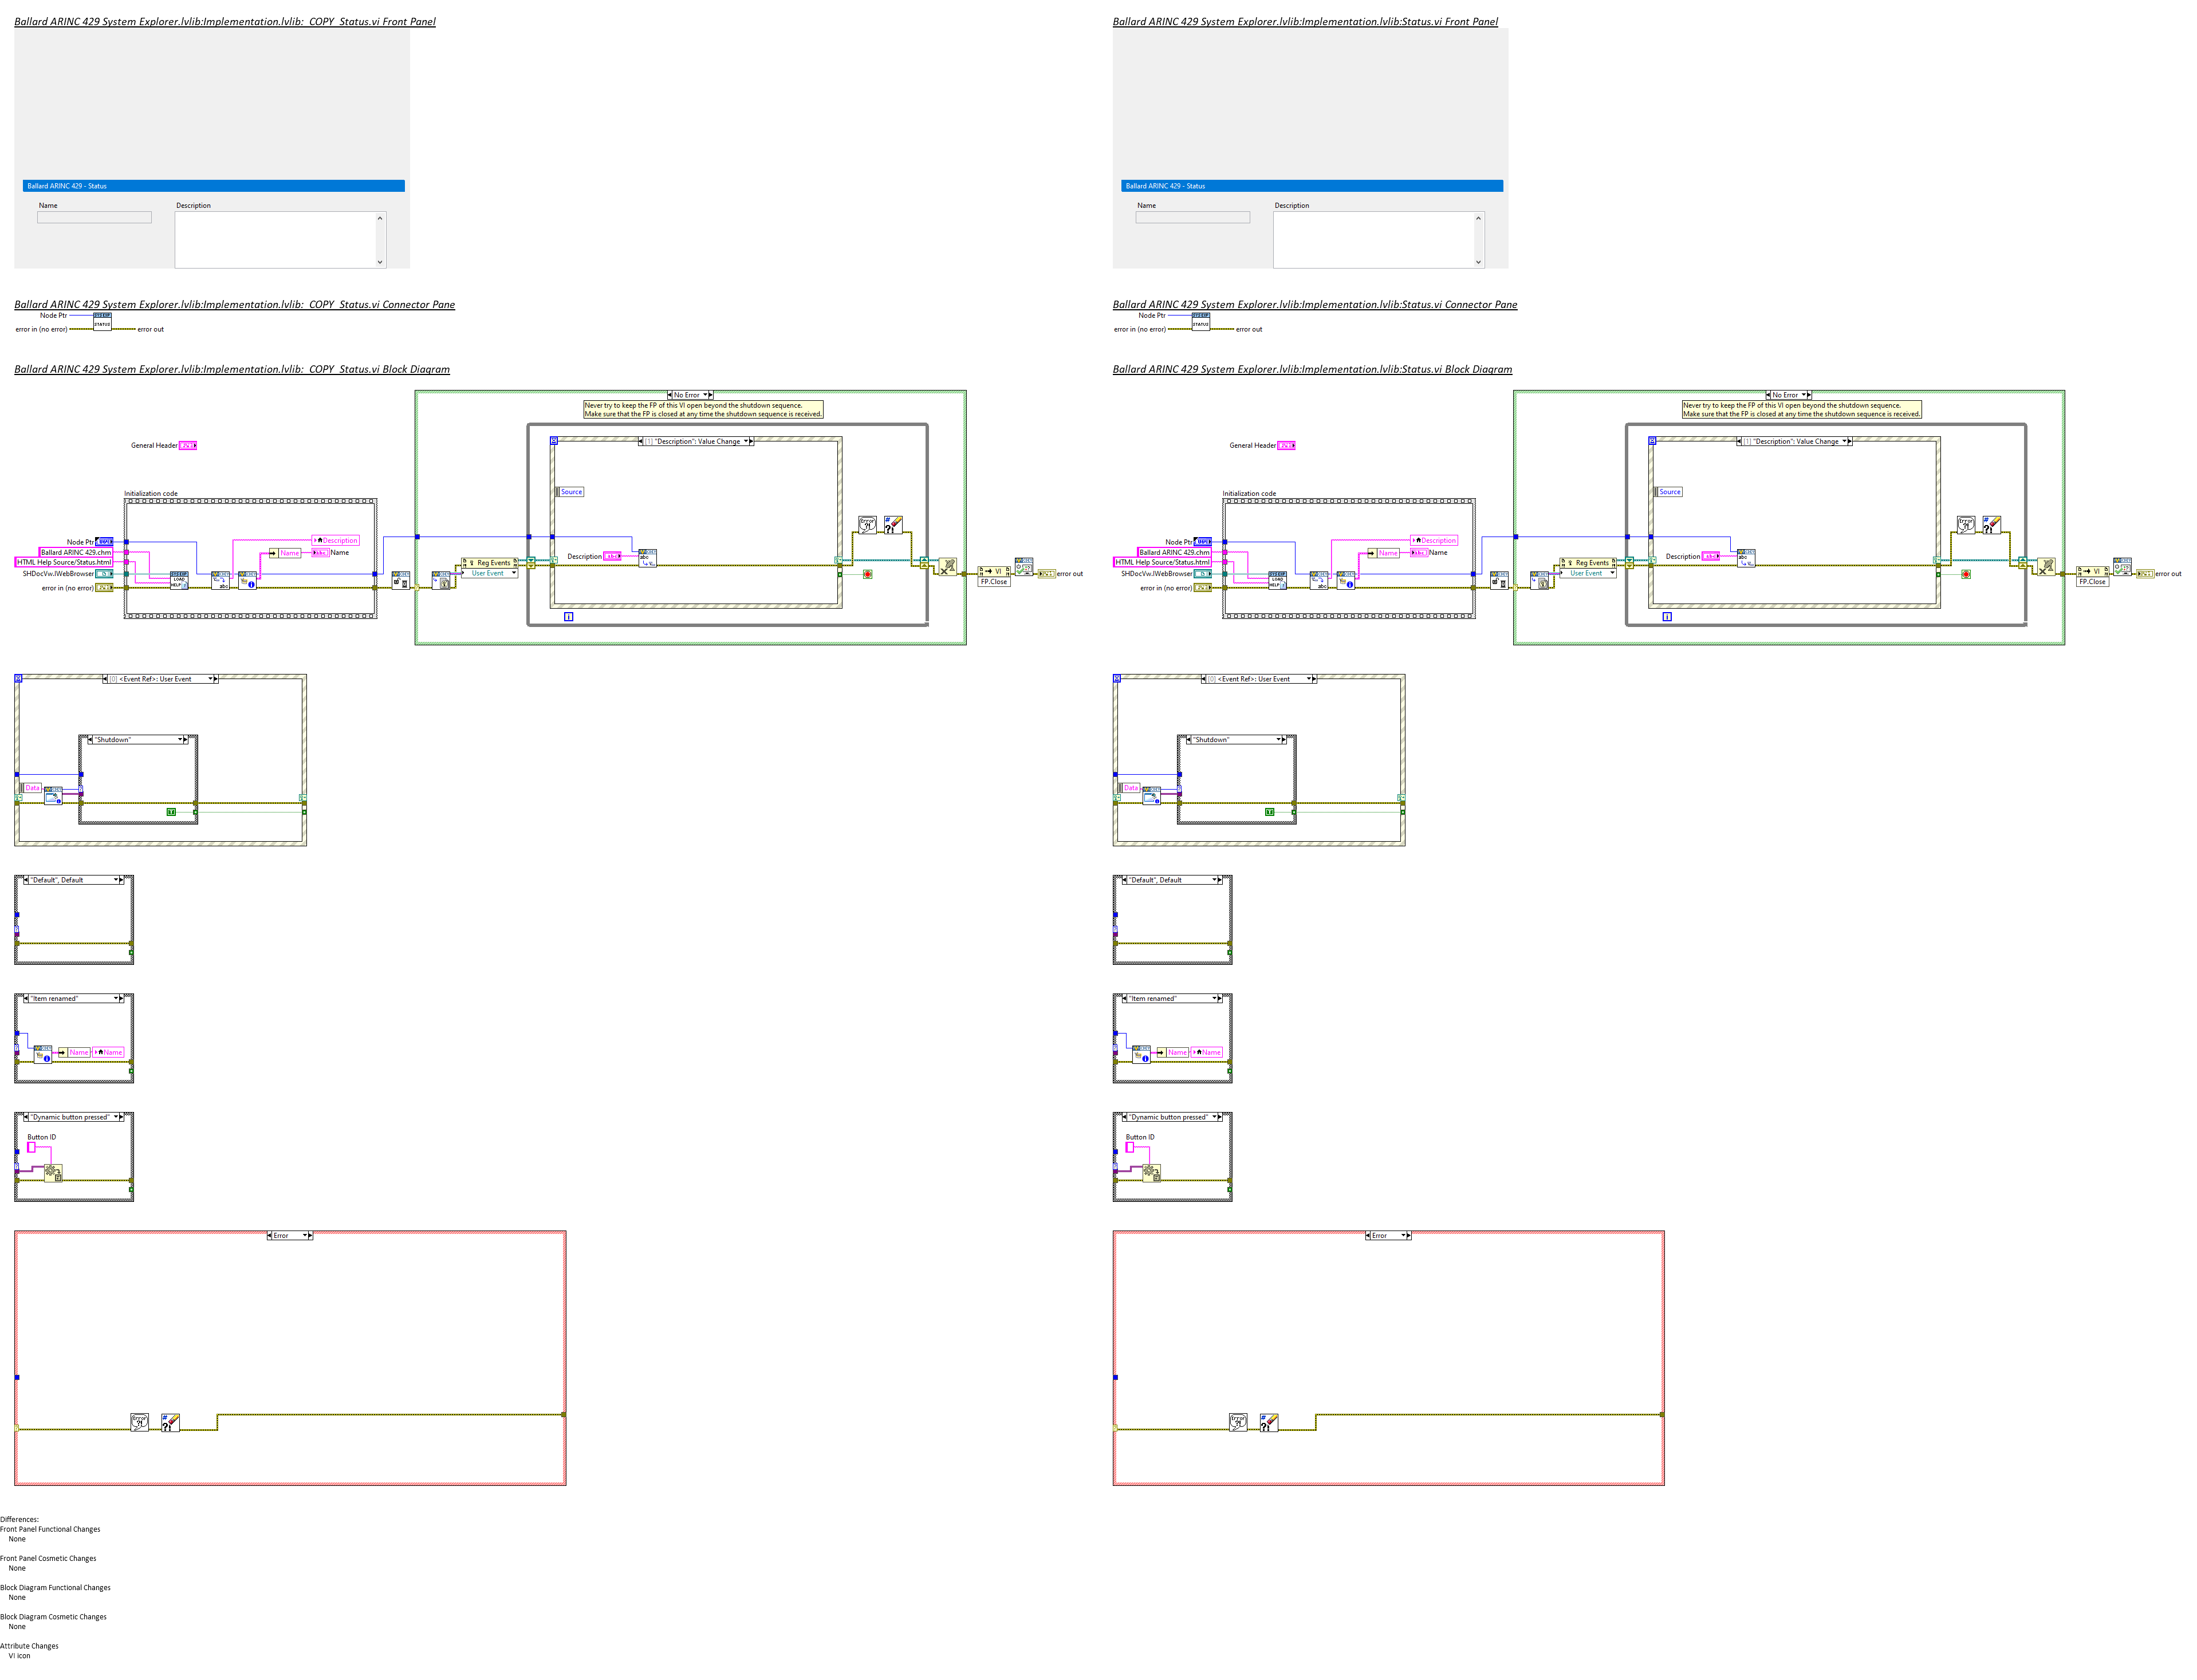 Ballard ARINC 429 System Explorer.lvlib:Implementation.lvlib:_COPY_Status.vi Front Panel
Ballard ARINC 429 - Status
Name
Description
Ballard ARINC 429 System Explorer.lvlib:Implementation.lvlib:_COPY_Status.vi Connector Pane
Node Ptr
STATUS
error in (no error)
error out
Ballard ARINC 429 System Explorer.lvlib:Implementation.lvlib:_COPY_Status.vi Block Diagram
No Error
Never try to keep the FP of this VI open beyond the shutdown sequence.
Make sure that the FP is closed at any time the shutdown sequence is received.
[1] "Description": Value Change
General Header
Source
Initialization code
Node Ptr
Description
Ballard ARINC 429.chm
Name
Name
HTML Help Source/Status.html
SHDocVw.IWebBrowser
error in (no error)
LOAD
HELP
Reg Events
User Event
Description
abc
Error
?!
#
?!
VI
FP.Close
error out
i
[0] <Event Ref>: User Event
"Shutdown"
Data
"Default", Default
"Item renamed"
Name
Name
"Dynamic button pressed"
Button ID
Error
Error
?!
#
?!
Differences:
Front Panel Functional Changes
None
Front Panel Cosmetic Changes
None
Block Diagram Functional Changes
None
Block Diagram Cosmetic Changes
None
Attribute Changes
VI icon
Ballard ARINC 429 System Explorer.lvlib:Implementation.lvlib:Status.vi Front Panel
Ballard ARINC 429 - Status
Name
Description
Ballard ARINC 429 System Explorer.lvlib:Implementation.lvlib:Status.vi Connector Pane
Node Ptr
STATUS
error in (no error)
error out
Ballard ARINC 429 System Explorer.lvlib:Implementation.lvlib:Status.vi Block Diagram
No Error
Never try to keep the FP of this VI open beyond the shutdown sequence.
Make sure that the FP is closed at any time the shutdown sequence is received.
[1] "Description": Value Change
General Header
Source
Initialization code
Node Ptr
Description
Ballard ARINC 429.chm
Name
Name
HTML Help Source/Status.html
SHDocVw.IWebBrowser
error in (no error)
LOAD
HELP
Reg Events
User Event
Description
abc
Error
?!
#
?!
VI
FP.Close
error out
i
[0] <Event Ref>: User Event
"Shutdown"
Data
"Default", Default
"Item renamed"
Name
Name
"Dynamic button pressed"
Button ID
Error
Error
?!
#
?!